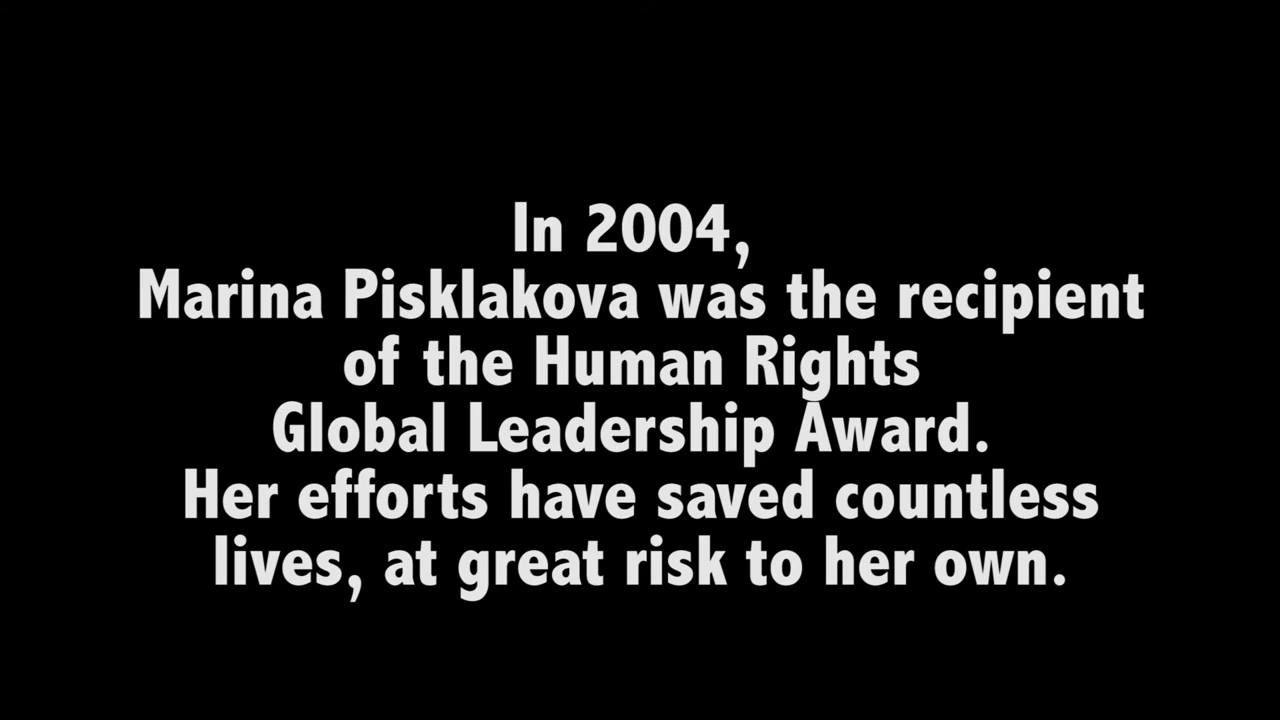 In 2004,
Marina Pisklakova was the recipient
of the Human Rights
Global Leadership Award.
Her efforts have saved countless
lives, at great risk to her own.